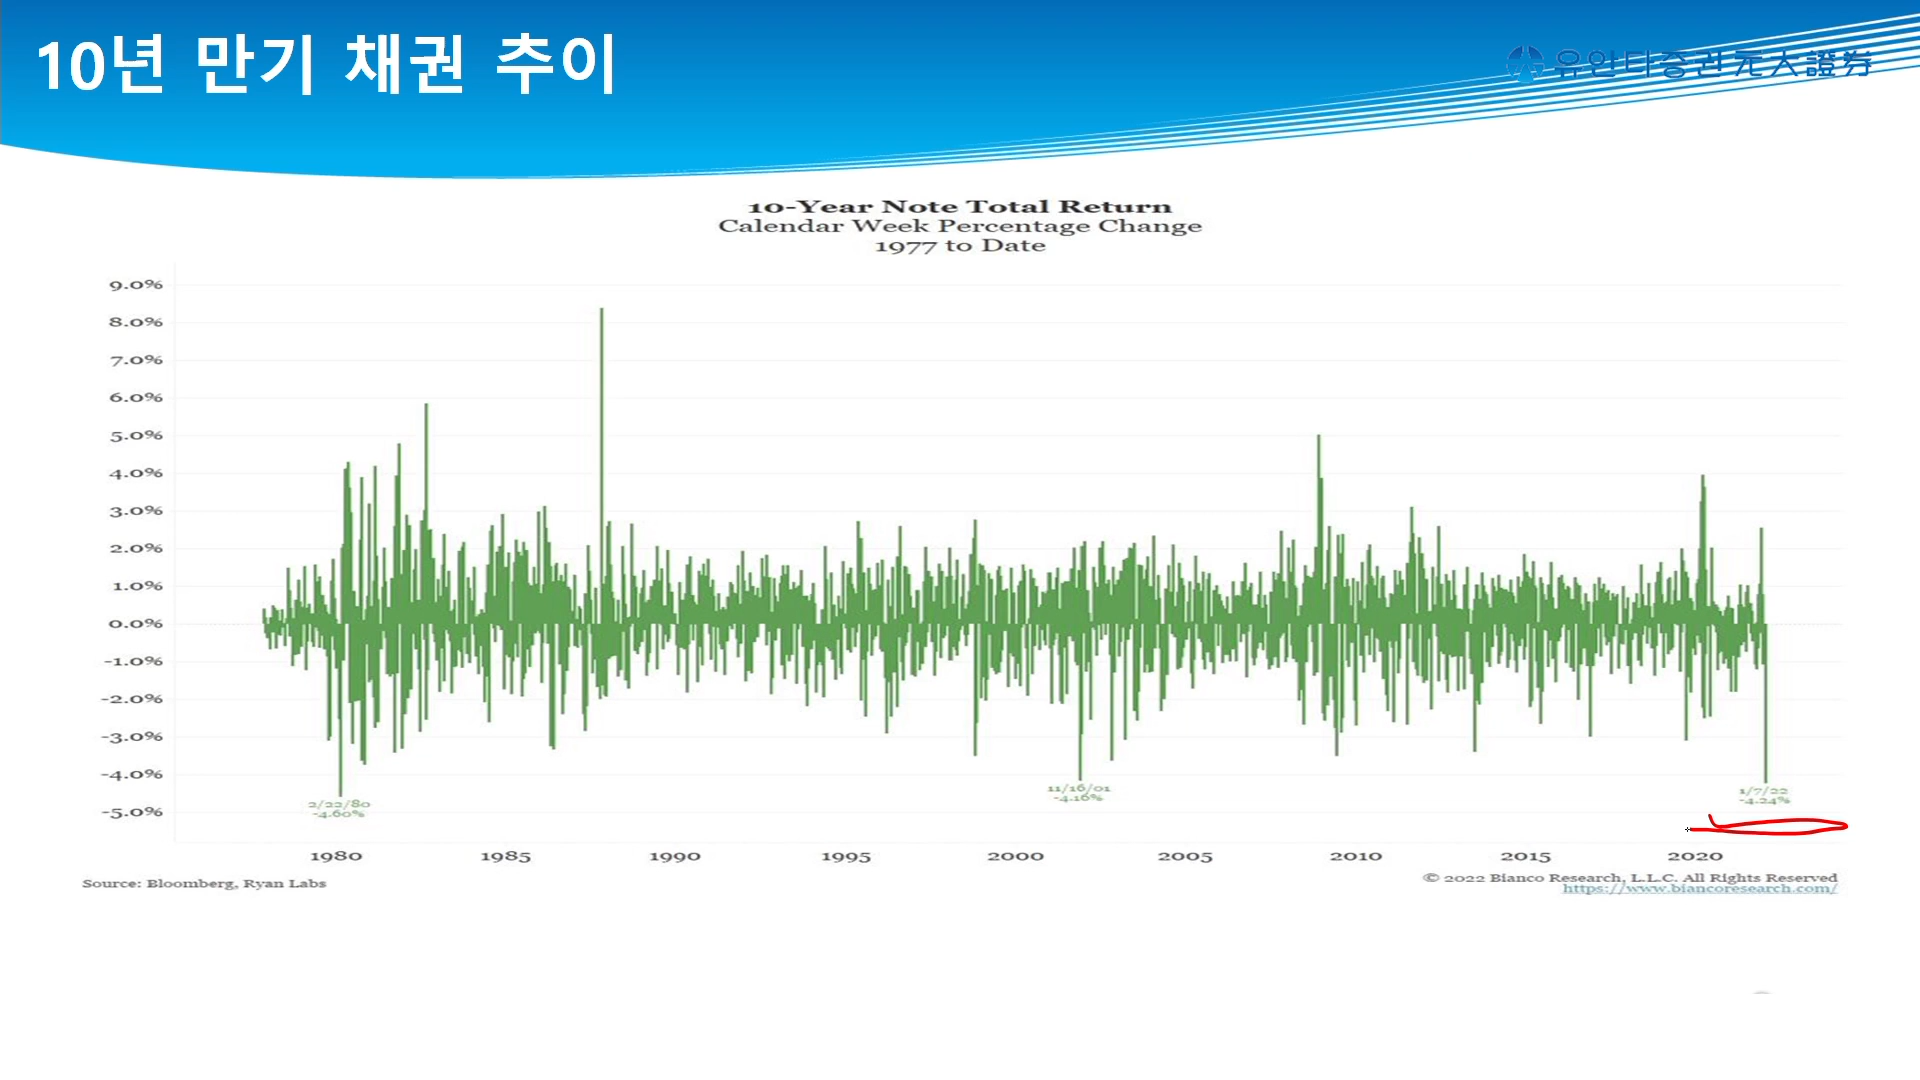 10년 만기 채권 추이
유안타증권 元大證券
10-Year Note Total Return
Calendar Week Percentage Change
1977 to Date
9.0%
8.0%
7.0%
6.0%
5.0%
4.0%
3.0%
2.0%
1.0%
0.0%
-1.0%
-2.0%
-3.0%
-4.0%
-5.0%
2/22/80
-4.60%
11/16/01
-4.16%
1/7/22
-4.24%
1980 1985 1990 1995 2000 2005 2010 2015 2020
Source: Bloomberg, Ryan Labs
© 2022 Bianco Research, L.L.C. All Rights Reserved
https://www.biancoresearch.com/